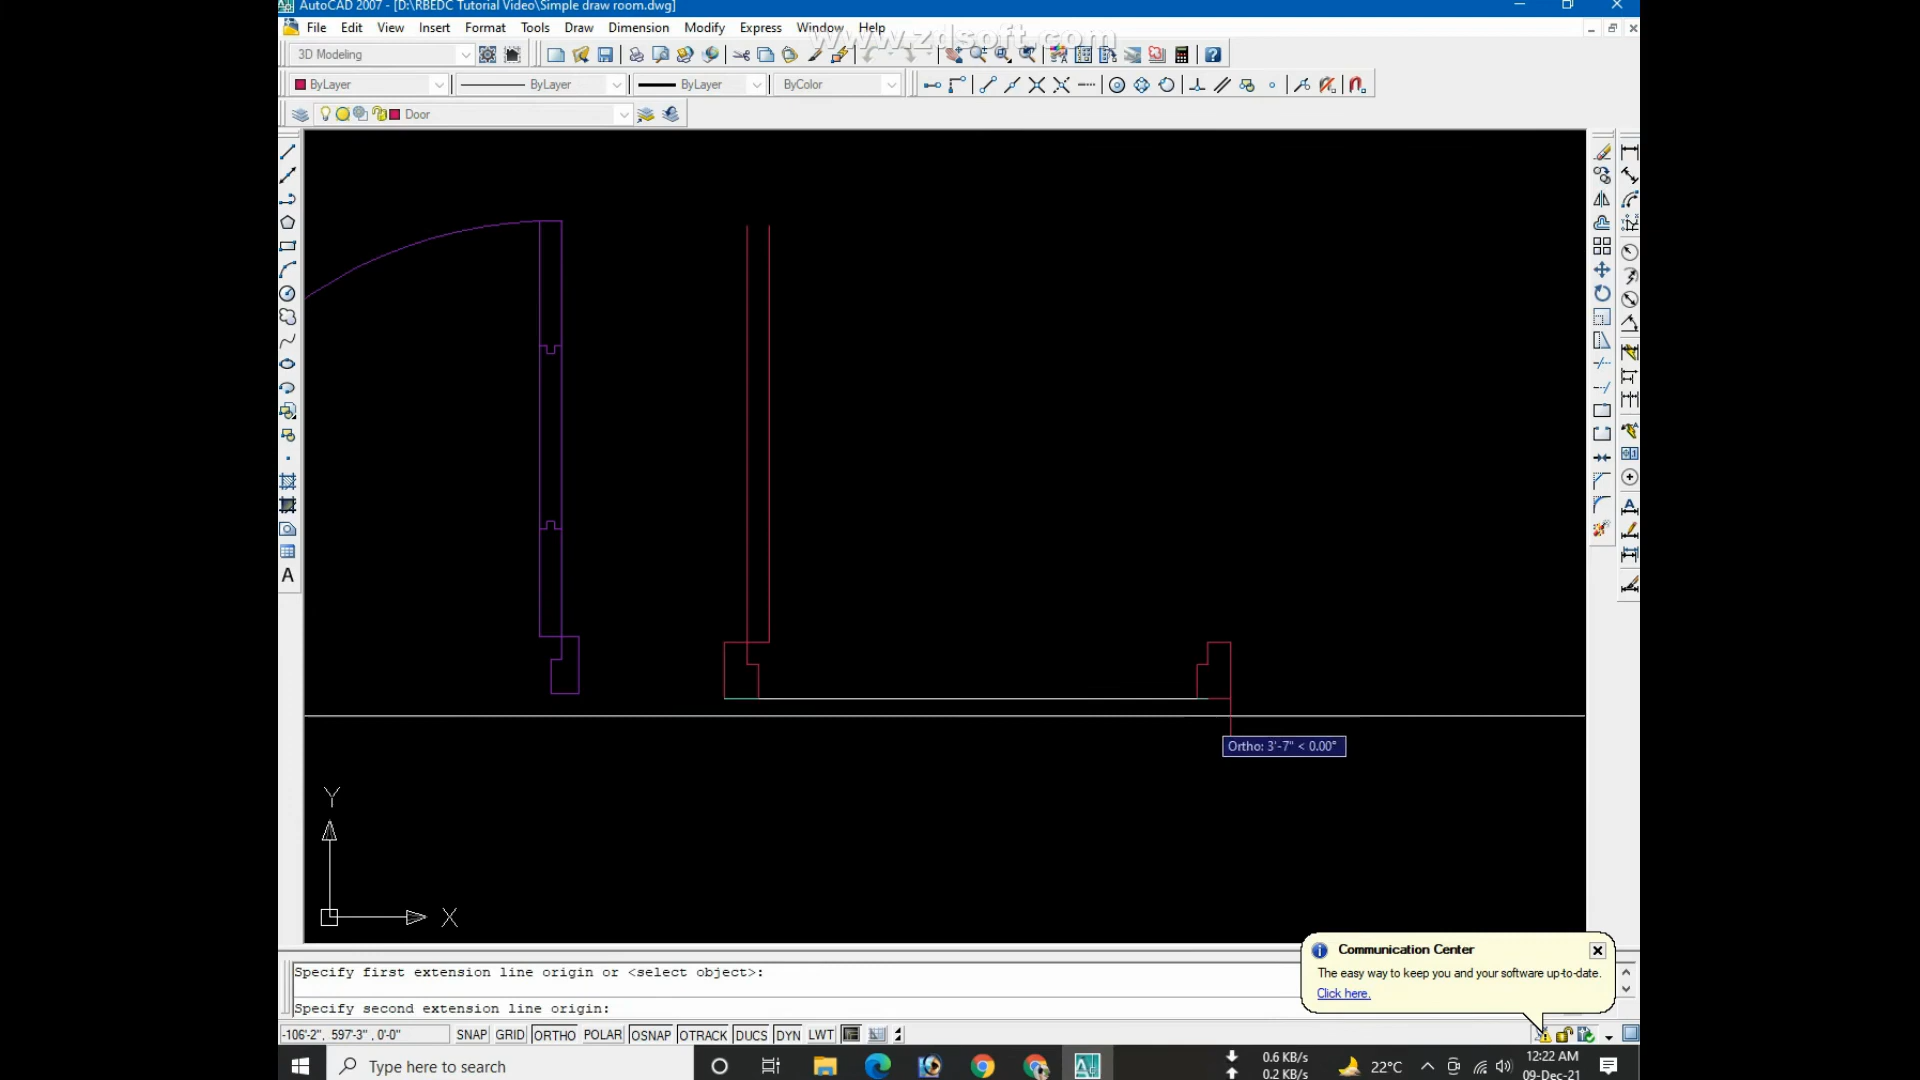 AutoCAD 2007 - [D:\RBEDC Tutorial Video\Simple draw room.dwg]
File Edit View Insert Format Tools Draw Dimension Modify Express Window Help
www.zdsoft.com
3D Modeling
ByLayer ByLayer ByLayer ByColor
Door
A
A
Ortho: 3'-7" < 0.00°
Y
X
Communication Center
The easy way to keep you and your software up-to-date.
Click here.
Specify first extension line origin or <select object>:
Specify second extension line origin:
-106'-2", 597'-3" , 0'-0" SNAP GRID ORTHO POLAR OSNAP OTRACK DUCS DYN LWT
Type here to search
0.6 KB/s
0.2 KB/s
22°C
12:22 AM
09-Dec-21